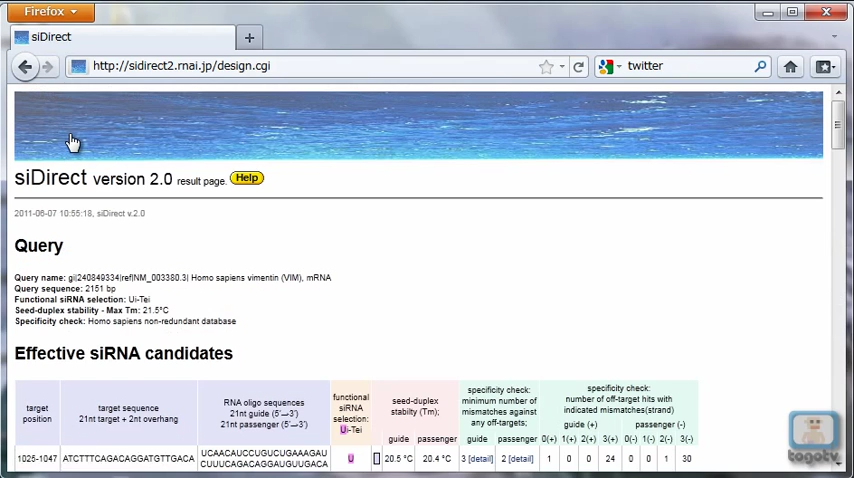 Firefox
siDirect
http://sidirect2.rnai.jp/design.cgi
twitter
siDirect version 2.0 result page. Help
2011-06-07 10:55:18, siDirect v.2.0
Query
Query name: gi|240849334|ref|NM_003380.3| Homo sapiens vimentin (VIM), mRNA
Query sequence: 2151 bp
Functional siRNA selection: Ui-Tei
Seed-duplex stability - Max Tm: 21.5°C
Specificity check: Homo sapiens non-redundant database
Effective siRNA candidates
target
position
target sequence
21nt target + 2nt overhang
RNA oligo sequences
21nt guide (5'→3')
21nt passenger (5'→3')
functional
siRNA
selection:
Ui-Tei
seed-duplex
stabilty (Tm);
guide passenger
specificity check:
minimum number of
mismatches against
any off-targets;
guide passenger
specificity check:
number of off-target hits with
indicated mismatches(strand)
guide (+) passenger (-)
0(+) 1(+) 2(+) 3(+) 0(-) 1(-) 2(-) 3(-)
1025-1047 ATCTTTCAGACAGGATGTTGACA
UCAACAUCCUGUCUGAAAGAU
CUUUCAGACAGGAUGUUGACA
U 20.5 °C 20.4 °C 3 [detail] 2 [detail] 1 0 0 24 0 0 1 30
togotv